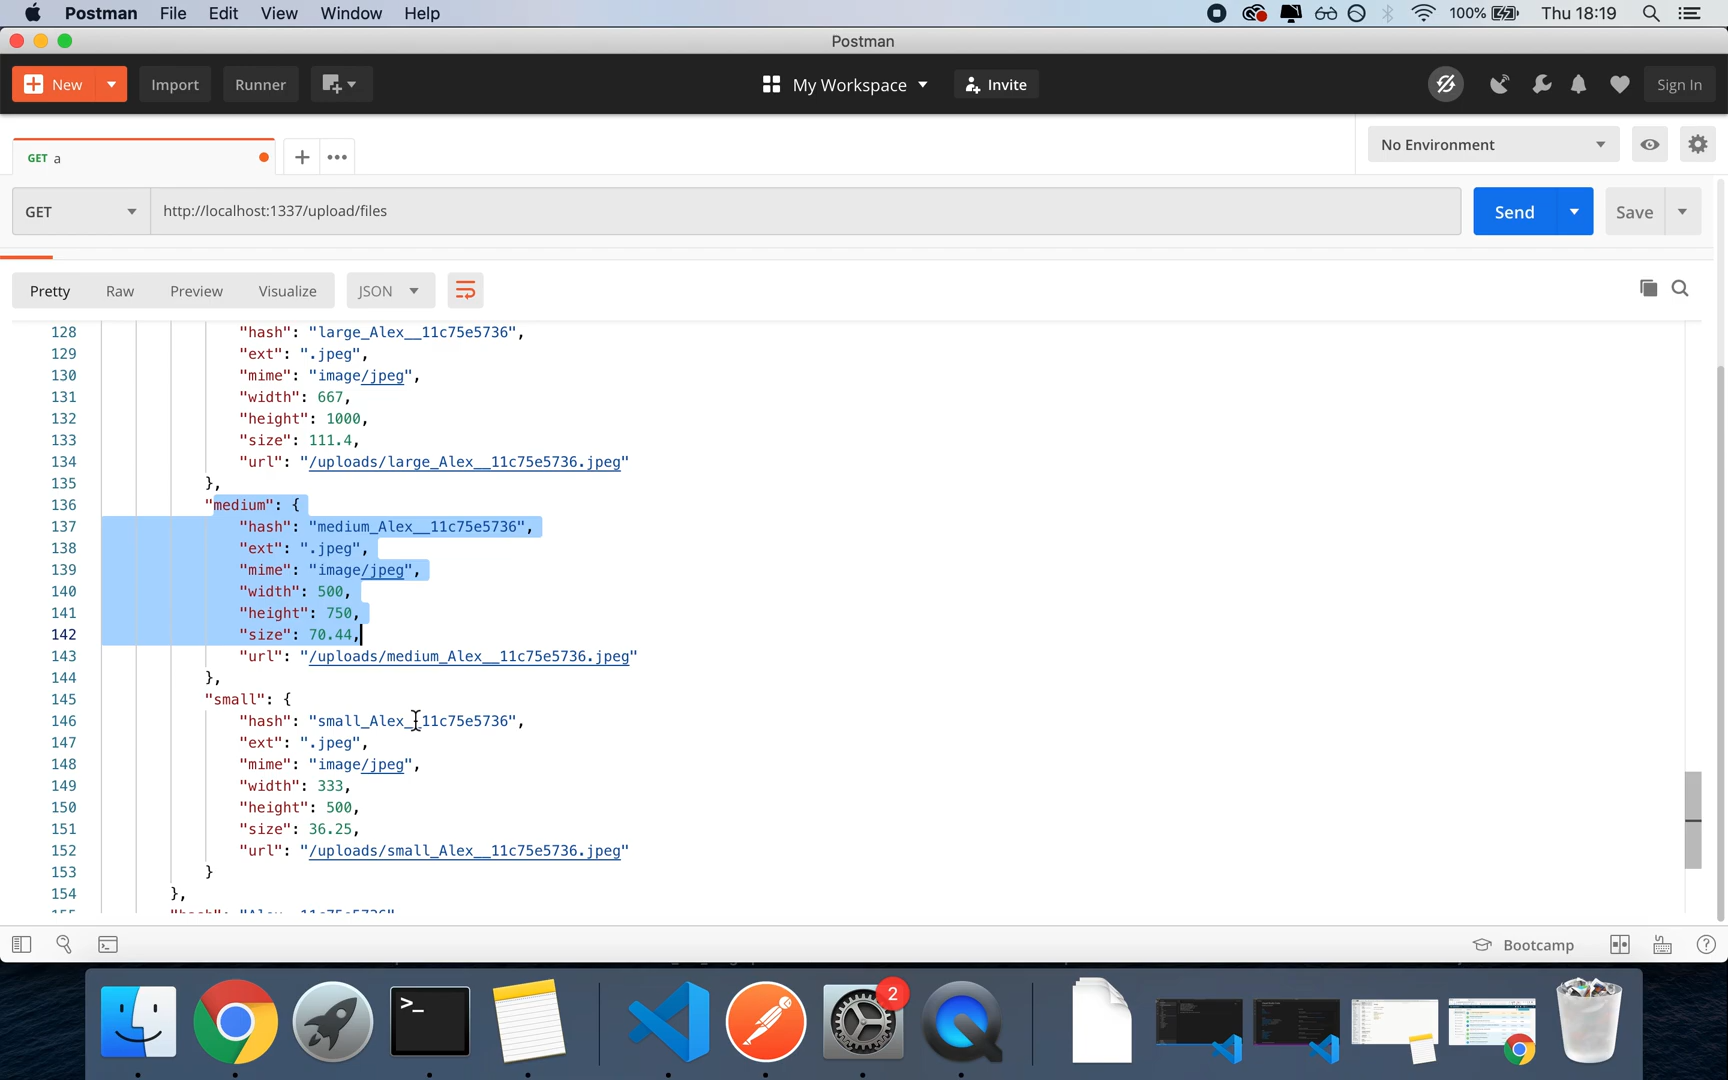 Postman File Edit View Window Help 100% Thu 18:19
Postman
New Import Runner My Workspace Invite Sign In
GET a No Environment
GET http://localhost:1337/upload/files Send Save
Pretty Raw Preview Visualize JSON
128 "hash": "large_Alex__11c75e5736",
129 "ext": ".jpeg",
130 "mime": "image/jpeg",
131 "width": 667,
132 "height": 1000,
133 "size": 111.4,
134 "url": "/uploads/large_Alex__11c75e5736.jpeg"
135 },
136 "medium": {
137 "hash": "medium_Alex__11c75e5736",
138 "ext": ".jpeg",
139 "mime": "image/jpeg",
140 "width": 500,
141 "height": 750,
142 "size": 70.44,
143 "url": "/uploads/medium_Alex__11c75e5736.jpeg"
144 },
145 "small": {
146 "hash": "small_Alex__11c75e5736",
147 "ext": ".jpeg",
148 "mime": "image/jpeg",
149 "width": 333,
150 "height": 500,
151 "size": 36.25,
152 "url": "/uploads/small_Alex__11c75e5736.jpeg"
153 }
154 },
Bootcamp
2